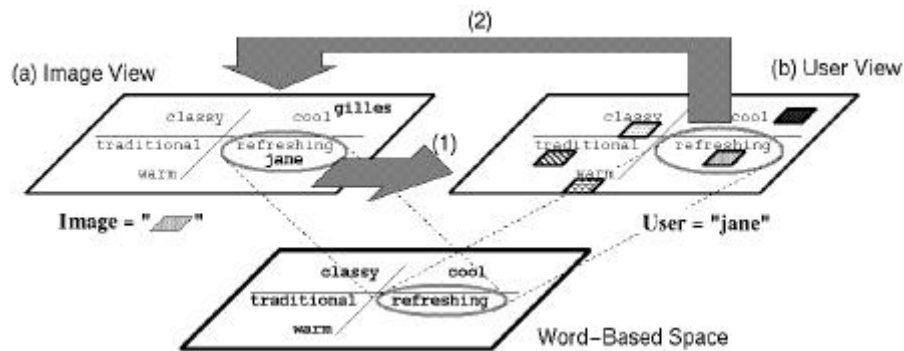 (2)
(a) Image View
(b) User View
classy cool gilles
traditional refreshing
jane
warm
(1)
classy cool
traditional refreshing
warm
Image = " "
User = "jane"
classy cool
traditional refreshing
warm
Word-Based Space